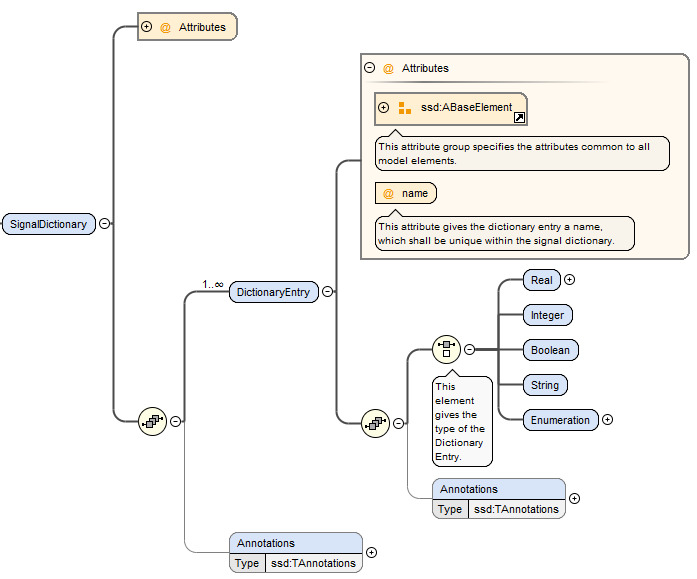 @ Attributes
@ Attributes
ssd:ABaseElement
This attribute group specifies the attributes common to all
model elements.
@ name
This attribute gives the dictionary entry a name,
which shall be unique within the signal dictionary.
SignalDictionary
1..∞
DictionaryEntry
Real
Integer
Boolean
String
Enumeration
This
element
gives the
type of the
Dictionary
Entry.
Annotations
Type ssd:TAnnotations
Annotations
Type ssd:TAnnotations